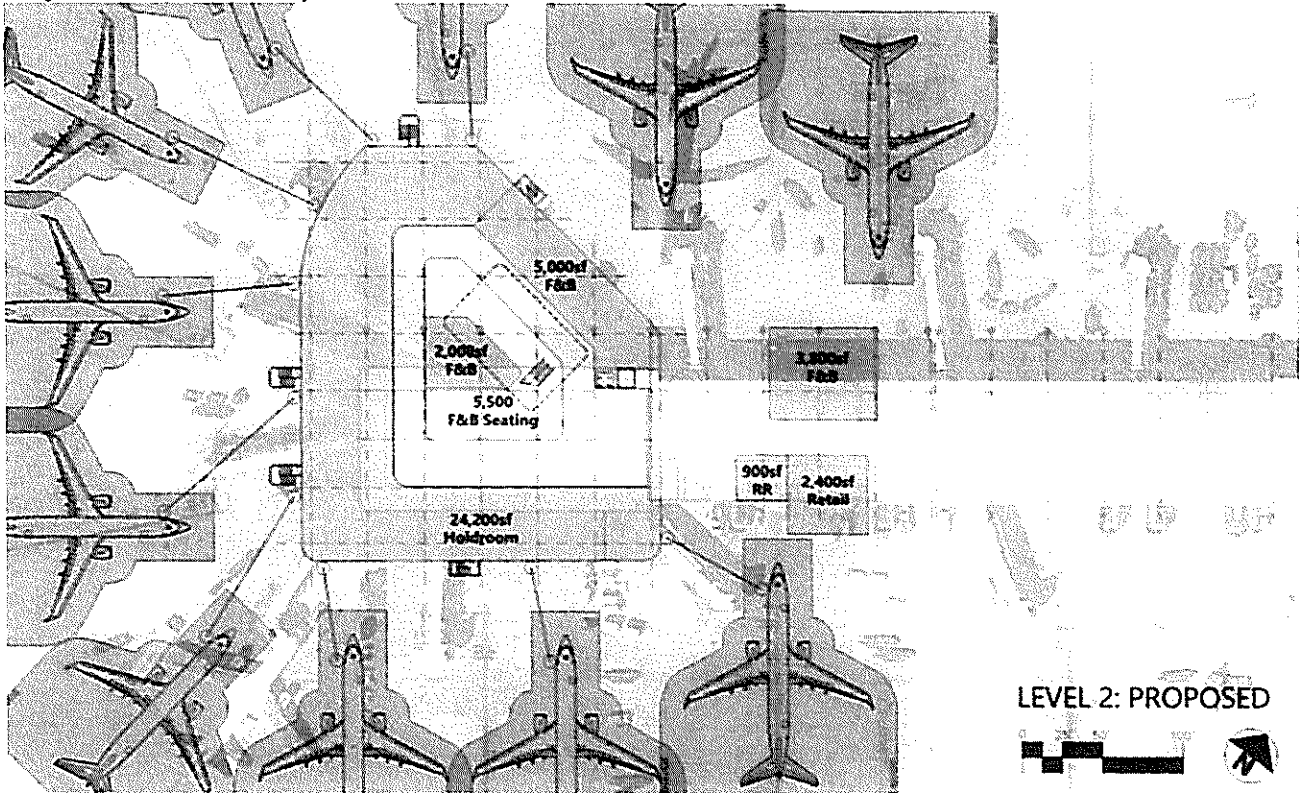 5,000sf
F&B
2,000sf
F&B
5,500
F&B Seating
3,800sf
F&B
900sf
RR
2,400sf
Retail
24,200sf
Holdroom
LEVEL 2: PROPOSED
N